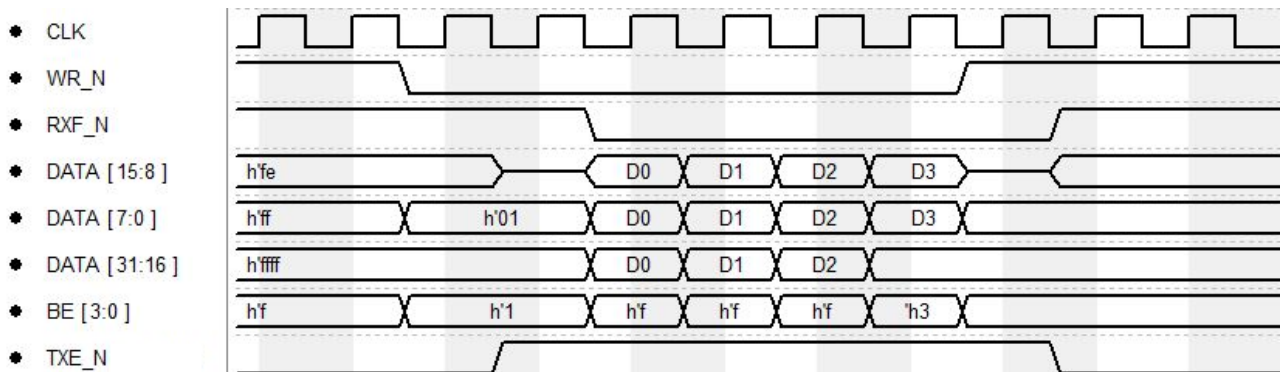 CLK
WR_N
RXF_N
DATA [15:8] h'fe D0 D1 D2 D3
DATA [7:0] h'ff h'01 D0 D1 D2 D3
DATA [31:16] h'ffff D0 D1 D2
BE [3:0] h'f h'1 h'f h'f h'f 'h3
TXE_N